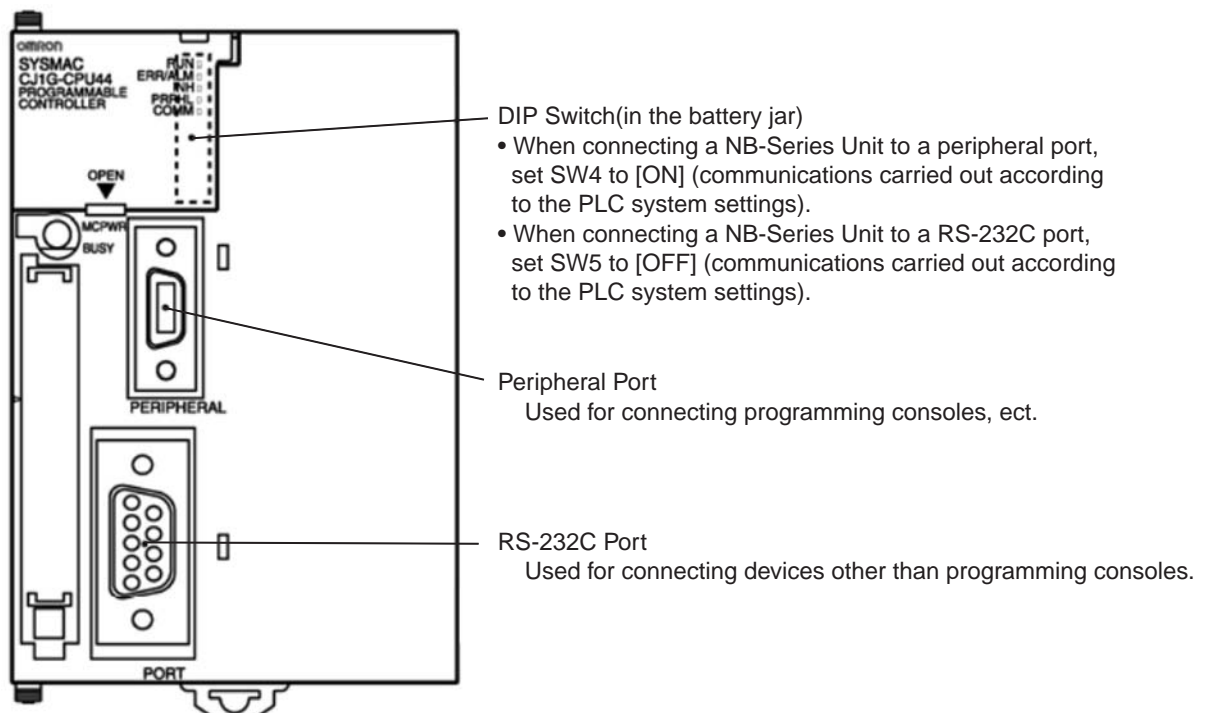 OMRON
SYSMAC
CJ1G-CPU44
PROGRAMMABLE
CONTROLLER
RUN
ERR/ALM
INH
PRPHL
COMM
OPEN
MCPWR
BUSY
PERIPHERAL
PORT
DIP Switch(in the battery jar)
• When connecting a NB-Series Unit to a peripheral port,
set SW4 to [ON] (communications carried out according
to the PLC system settings).
• When connecting a NB-Series Unit to a RS-232C port,
set SW5 to [OFF] (communications carried out according
to the PLC system settings).
Peripheral Port
Used for connecting programming consoles, ect.
RS-232C Port
Used for connecting devices other than programming consoles.